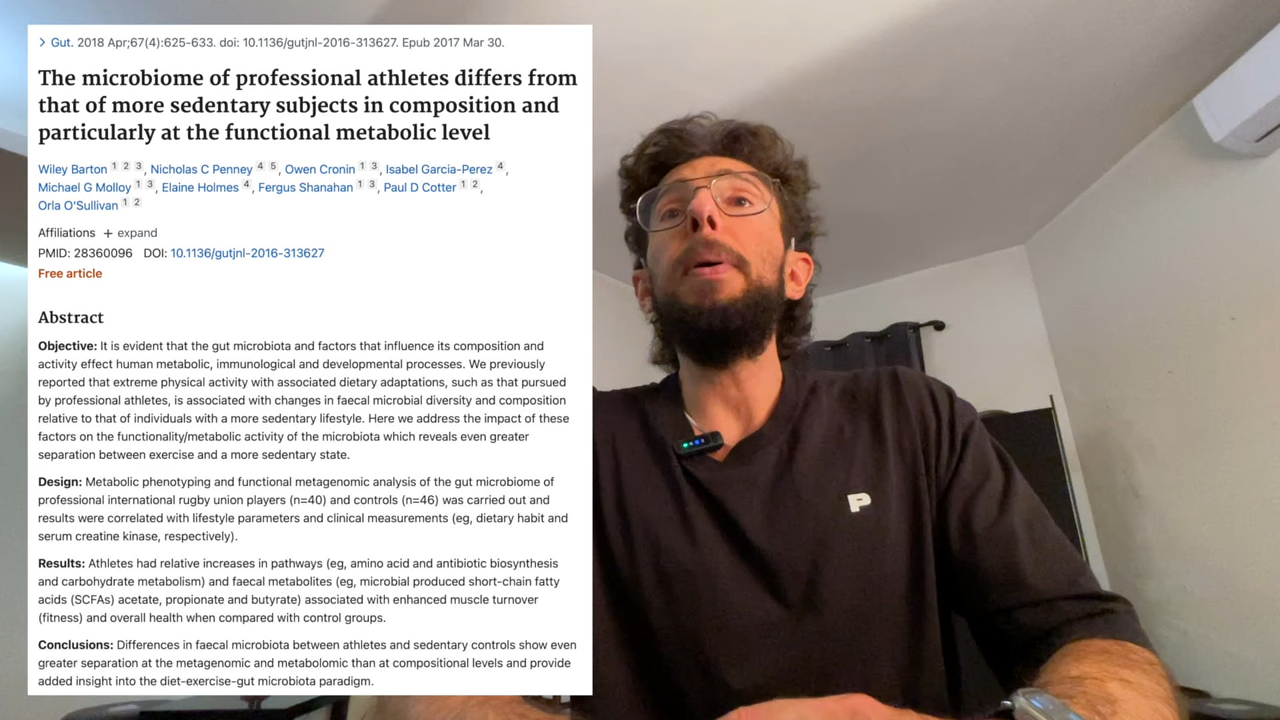 > Gut. 2018 Apr;67(4):625-633. doi: 10.1136/gutjnl-2016-313627. Epub 2017 Mar 30.
The microbiome of professional athletes differs from
that of more sedentary subjects in composition and
particularly at the functional metabolic level
Wiley Barton 1 2 3, Nicholas C Penney 4 5, Owen Cronin 1 3, Isabel Garcia-Perez 4,
Michael G Molloy 1 3, Elaine Holmes 4, Fergus Shanahan 1 3, Paul D Cotter 1 2,
Orla O'Sullivan 1 2
Affiliations + expand
PMID: 28360096 DOI: 10.1136/gutjnl-2016-313627
Free article
Abstract
Objective: It is evident that the gut microbiota and factors that influence its composition and
activity effect human metabolic, immunological and developmental processes. We previously
reported that extreme physical activity with associated dietary adaptations, such as that pursued
by professional athletes, is associated with changes in faecal microbial diversity and composition
relative to that of individuals with a more sedentary lifestyle. Here we address the impact of these
factors on the functionality/metabolic activity of the microbiota which reveals even greater
separation between exercise and a more sedentary state.
Design: Metabolic phenotyping and functional metagenomic analysis of the gut microbiome of
professional international rugby union players (n=40) and controls (n=46) was carried out and
results were correlated with lifestyle parameters and clinical measurements (eg, dietary habit and
serum creatine kinase, respectively).
Results: Athletes had relative increases in pathways (eg, amino acid and antibiotic biosynthesis
and carbohydrate metabolism) and faecal metabolites (eg, microbial produced short-chain fatty
acids (SCFAs) acetate, propionate and butyrate) associated with enhanced muscle turnover
(fitness) and overall health when compared with control groups.
Conclusions: Differences in faecal microbiota between athletes and sedentary controls show even
greater separation at the metagenomic and metabolomic than at compositional levels and provide
added insight into the diet-exercise-gut microbiota paradigm.
P